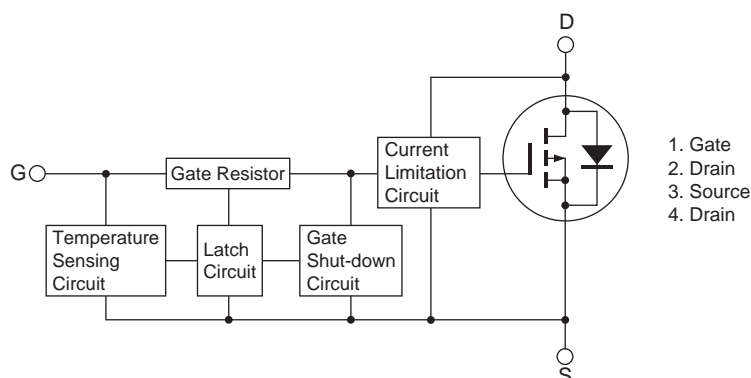 D
G
Gate Resistor
Current
Limitation
Circuit
1. Gate
2. Drain
3. Source
4. Drain
Temperature
Sensing
Circuit
Latch
Circuit
Gate
Shut-down
Circuit
S